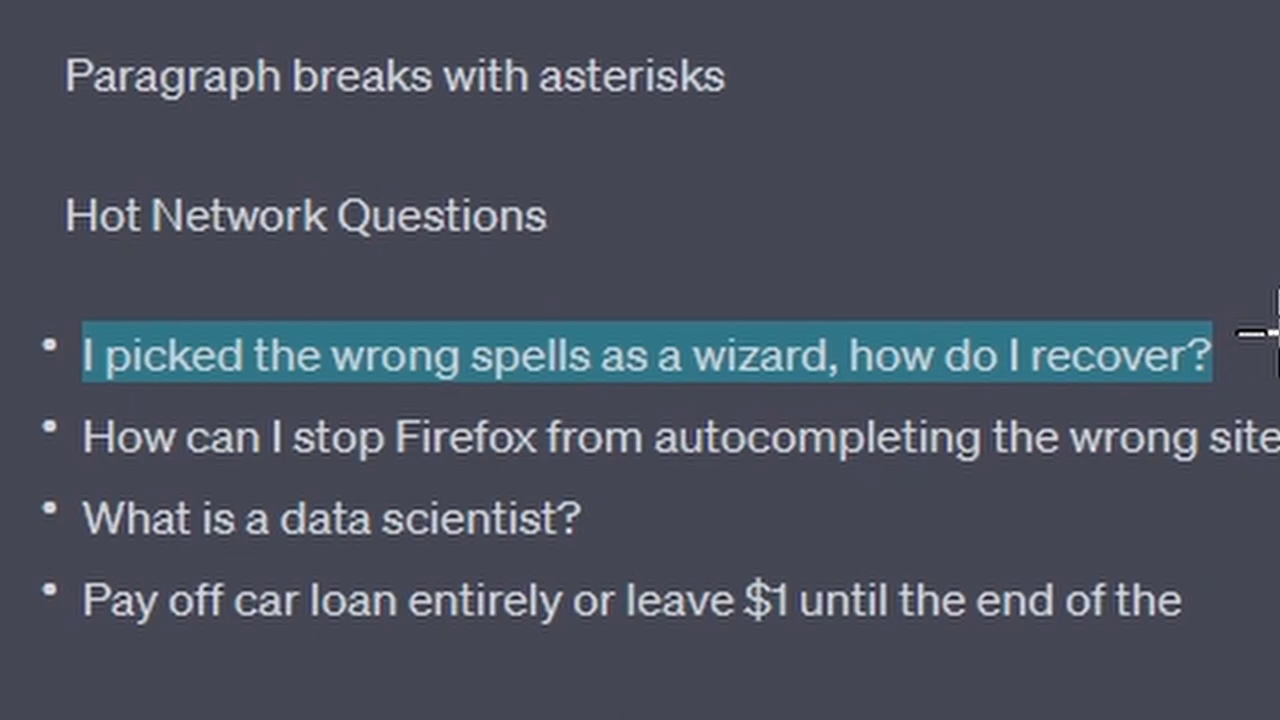 Paragraph breaks with asterisks
Hot Network Questions
• I picked the wrong spells as a wizard, how do I recover?
• How can I stop Firefox from autocompleting the wrong site
• What is a data scientist?
• Pay off car loan entirely or leave $1 until the end of the